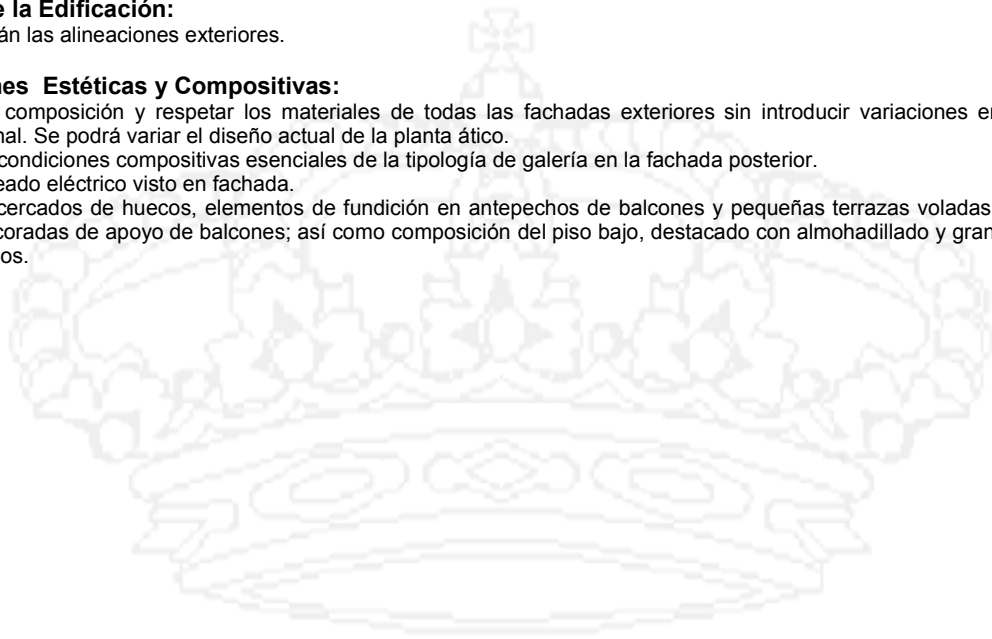 e la Edificación:
án las alineaciones exteriores.
nes Estéticas y Compositivas:
composición y respetar los materiales de todas las fachadas exteriores sin introducir variaciones en
nal. Se podrá variar el diseño actual de la planta ático.
condiciones compositivas esenciales de la tipología de galería en la fachada posterior.
eado eléctrico visto en fachada.
cercados de huecos, elementos de fundición en antepechos de balcones y pequeñas terrazas voladas
coradas de apoyo de balcones; así como composición del piso bajo, destacado con almohadillado y gran
os.